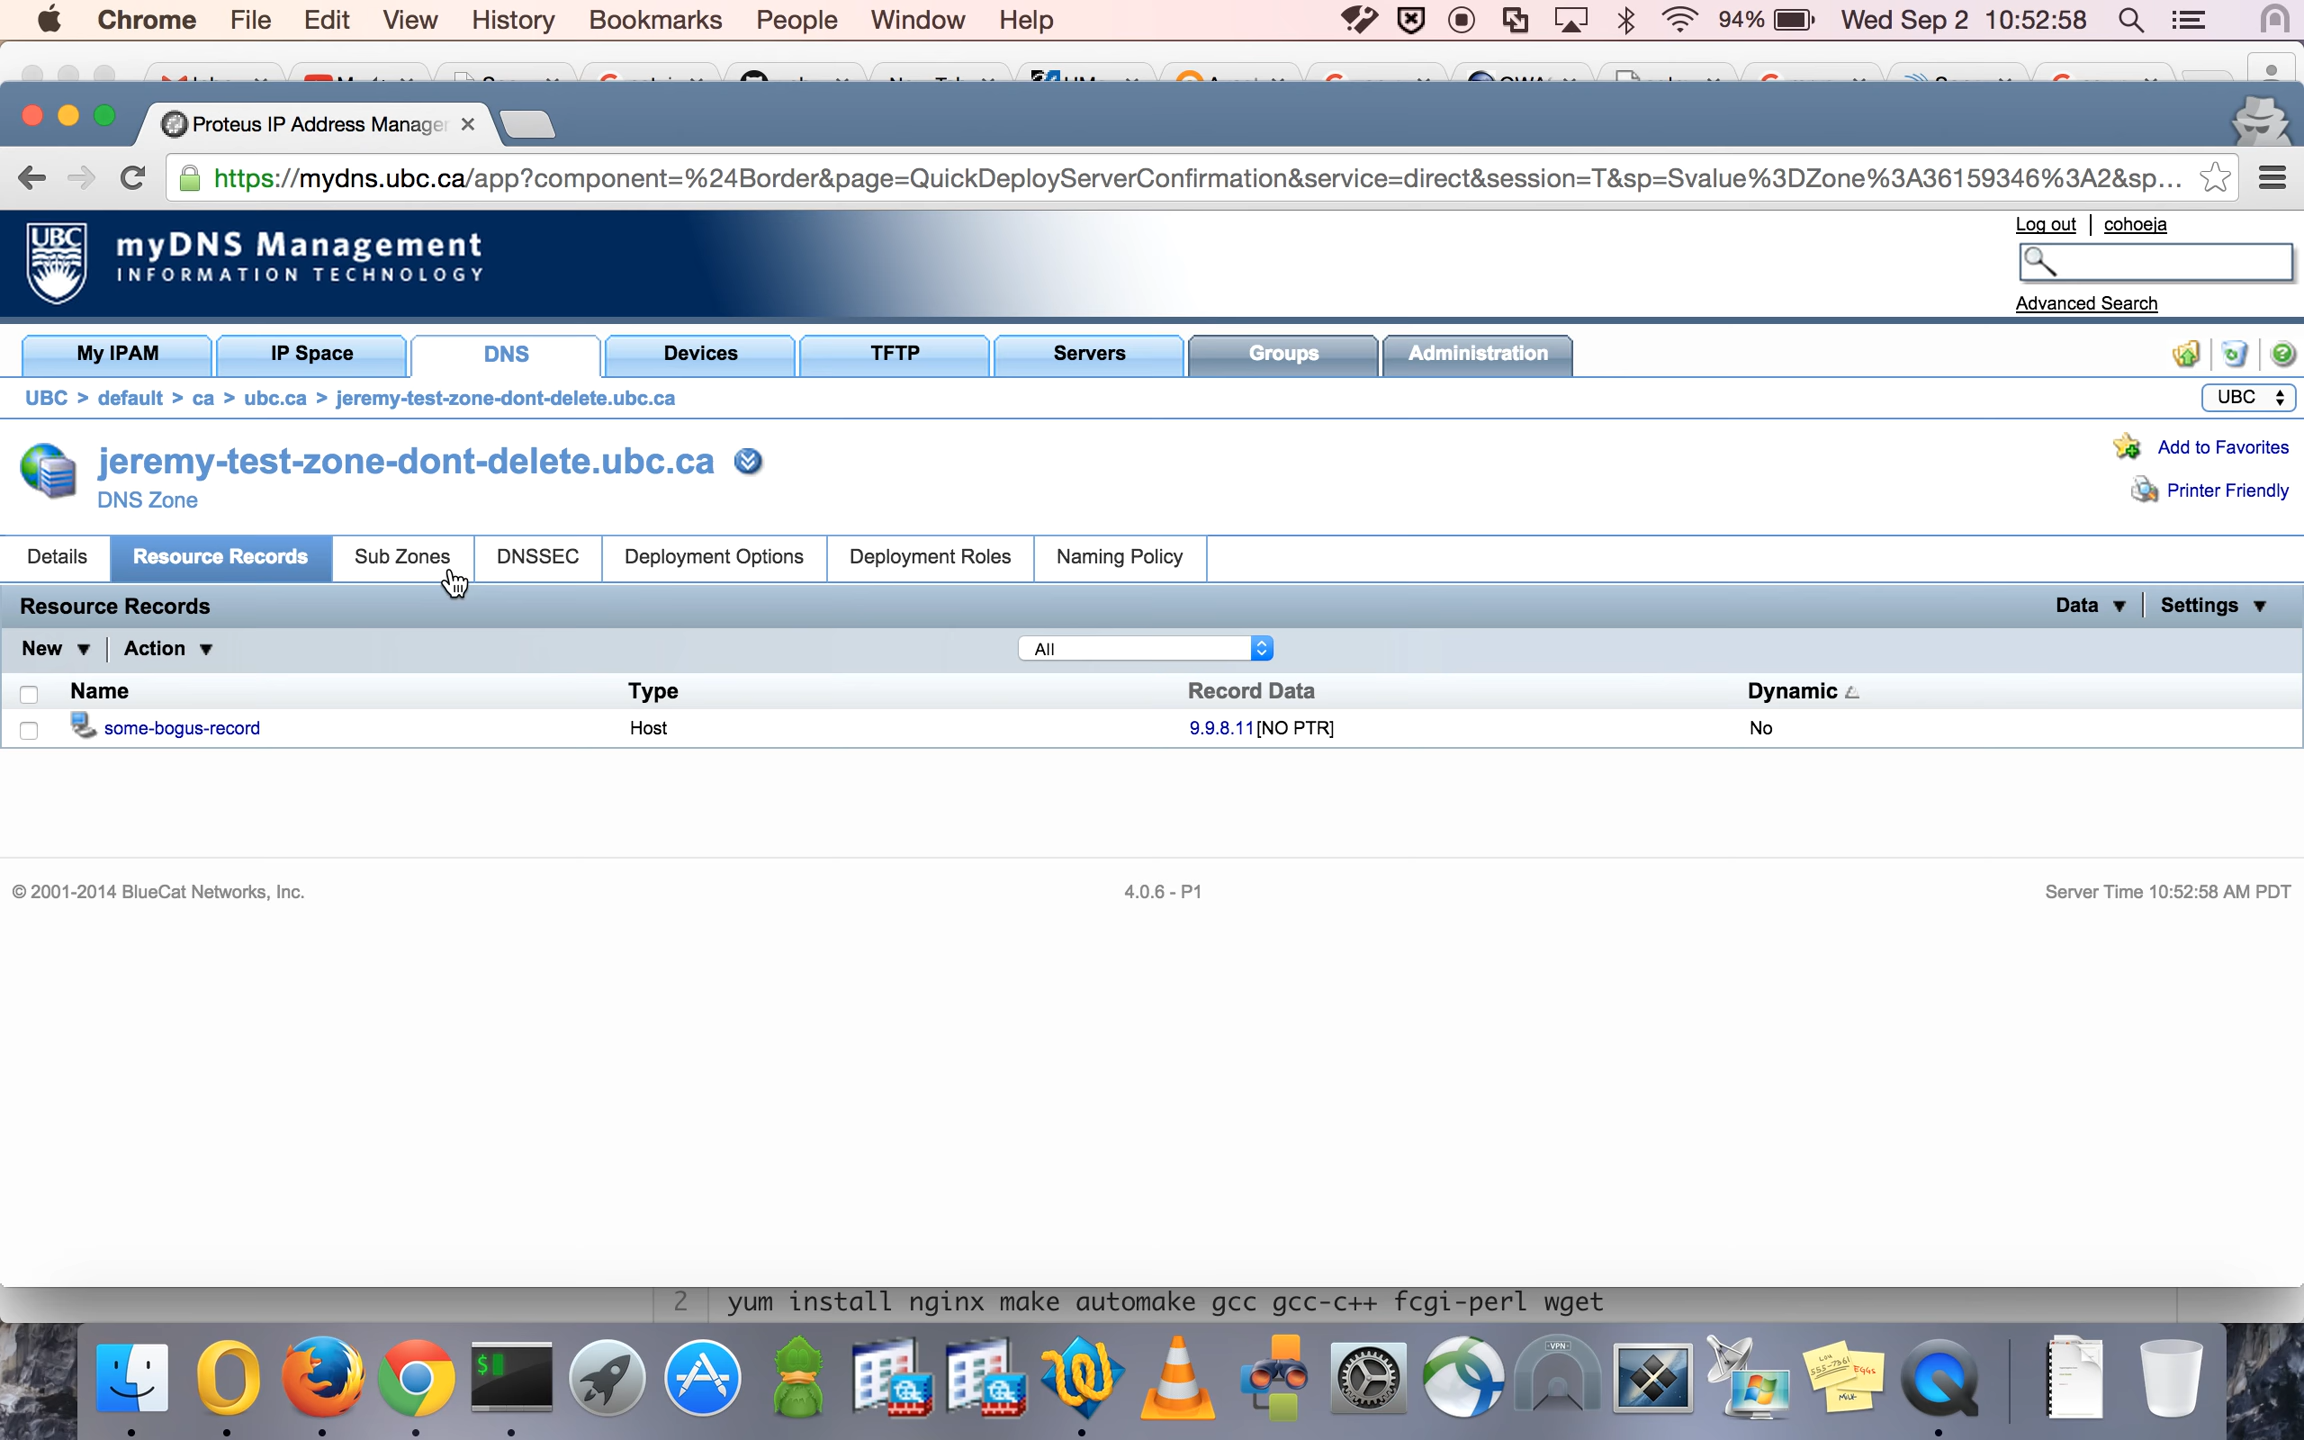 Chrome File Edit View History Bookmarks People Window Help 94% Wed Sep 2 10:52:58
Proteus IP Address Manager
https://mydns.ubc.ca/app?component=%24Border&page=QuickDeployServerConfirmation&service=direct&session=T&sp=Svalue%3DZone%3A36159346%3A2&sp...
UBC myDNS Management
INFORMATION TECHNOLOGY
Log out | cohoeja
Advanced Search
My IPAM IP Space DNS Devices TFTP Servers Groups Administration
UBC > default > ca > ubc.ca > jeremy-test-zone-dont-delete.ubc.ca UBC
jeremy-test-zone-dont-delete.ubc.ca
DNS Zone
Add to Favorites
Printer Friendly
Details Resource Records Sub Zones DNSSEC Deployment Options Deployment Roles Naming Policy
Resource Records Data Settings
New Action All
Name Type Record Data Dynamic
some-bogus-record Host 9.9.8.11[NO PTR] No
© 2001-2014 BlueCat Networks, Inc. 4.0.6 - P1 Server Time 10:52:58 AM PDT
2 yum install nginx make automake gcc gcc-c++ fcgi-perl wget
VPN